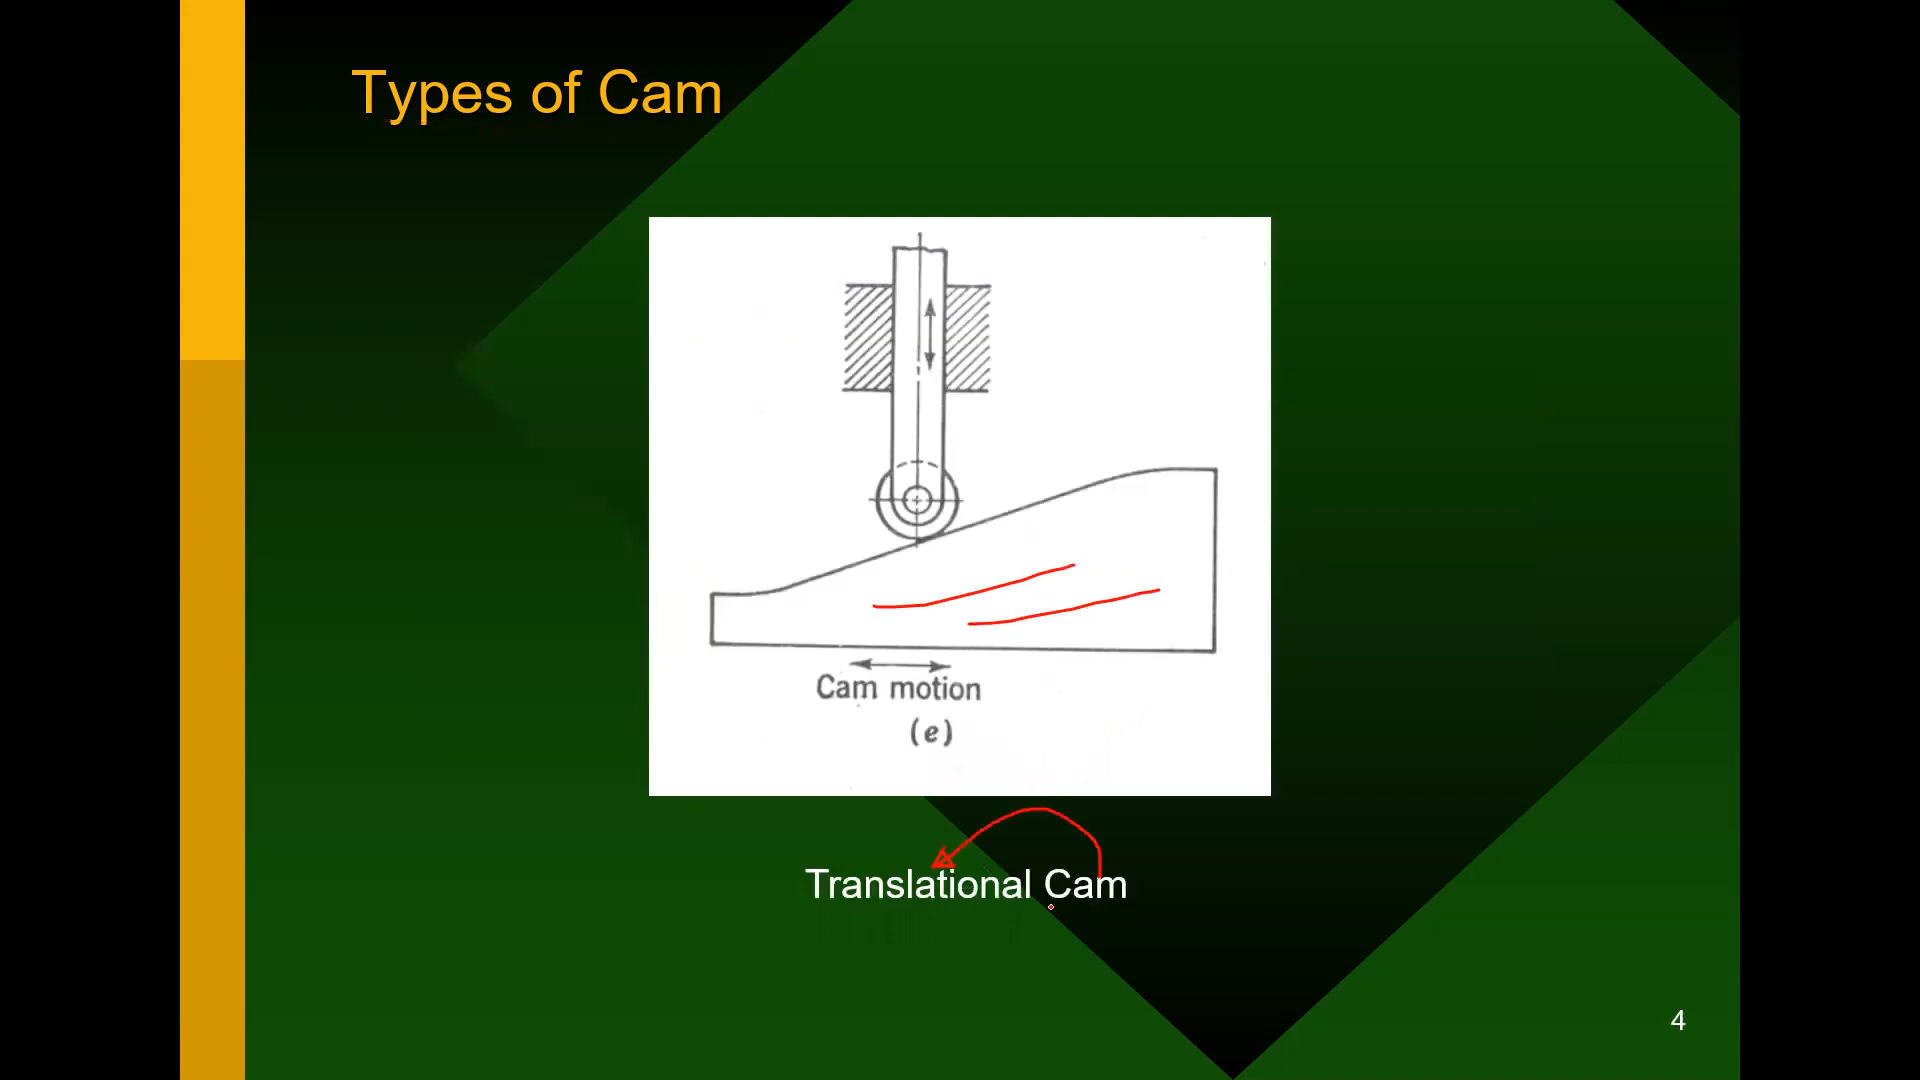 Types of Cam
Cam motion
(e)
Translational Cam
4